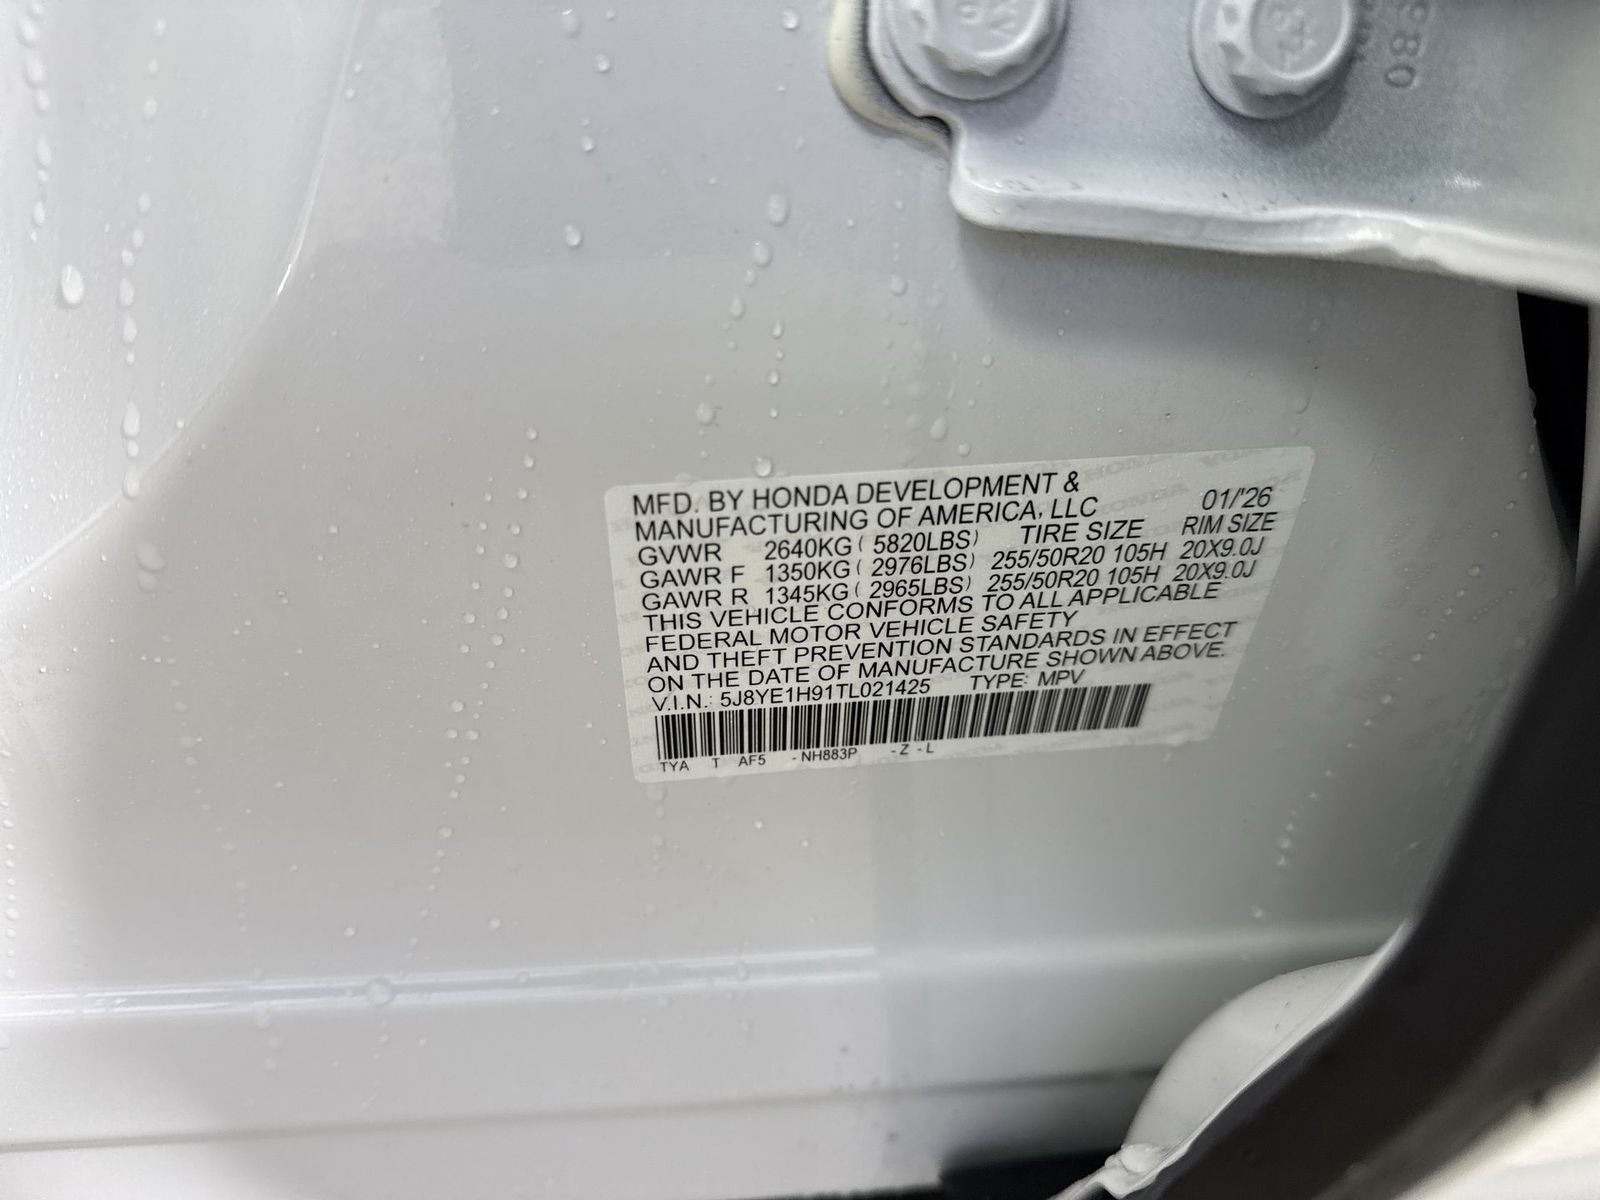 980
MFD. BY HONDA DEVELOPMENT &
MANUFACTURING OF AMERICA, LLC 01/'26
TIRE SIZE RIM SIZE
GVWR 2640KG ( 5820LBS)
GAWR F 1350KG ( 2976LBS) 255/50R20 105H 20X9.0J
GAWR R 1345KG ( 2965LBS) 255/50R20 105H 20X9.0J
THIS VEHICLE CONFORMS TO ALL APPLICABLE
FEDERAL MOTOR VEHICLE SAFETY
AND THEFT PREVENTION STANDARDS IN EFFECT
ON THE DATE OF MANUFACTURE SHOWN ABOVE.
V.I.N.: 5J8YE1H91TL021425 TYPE: MPV
TYA T AF5 - NH883P - Z - L